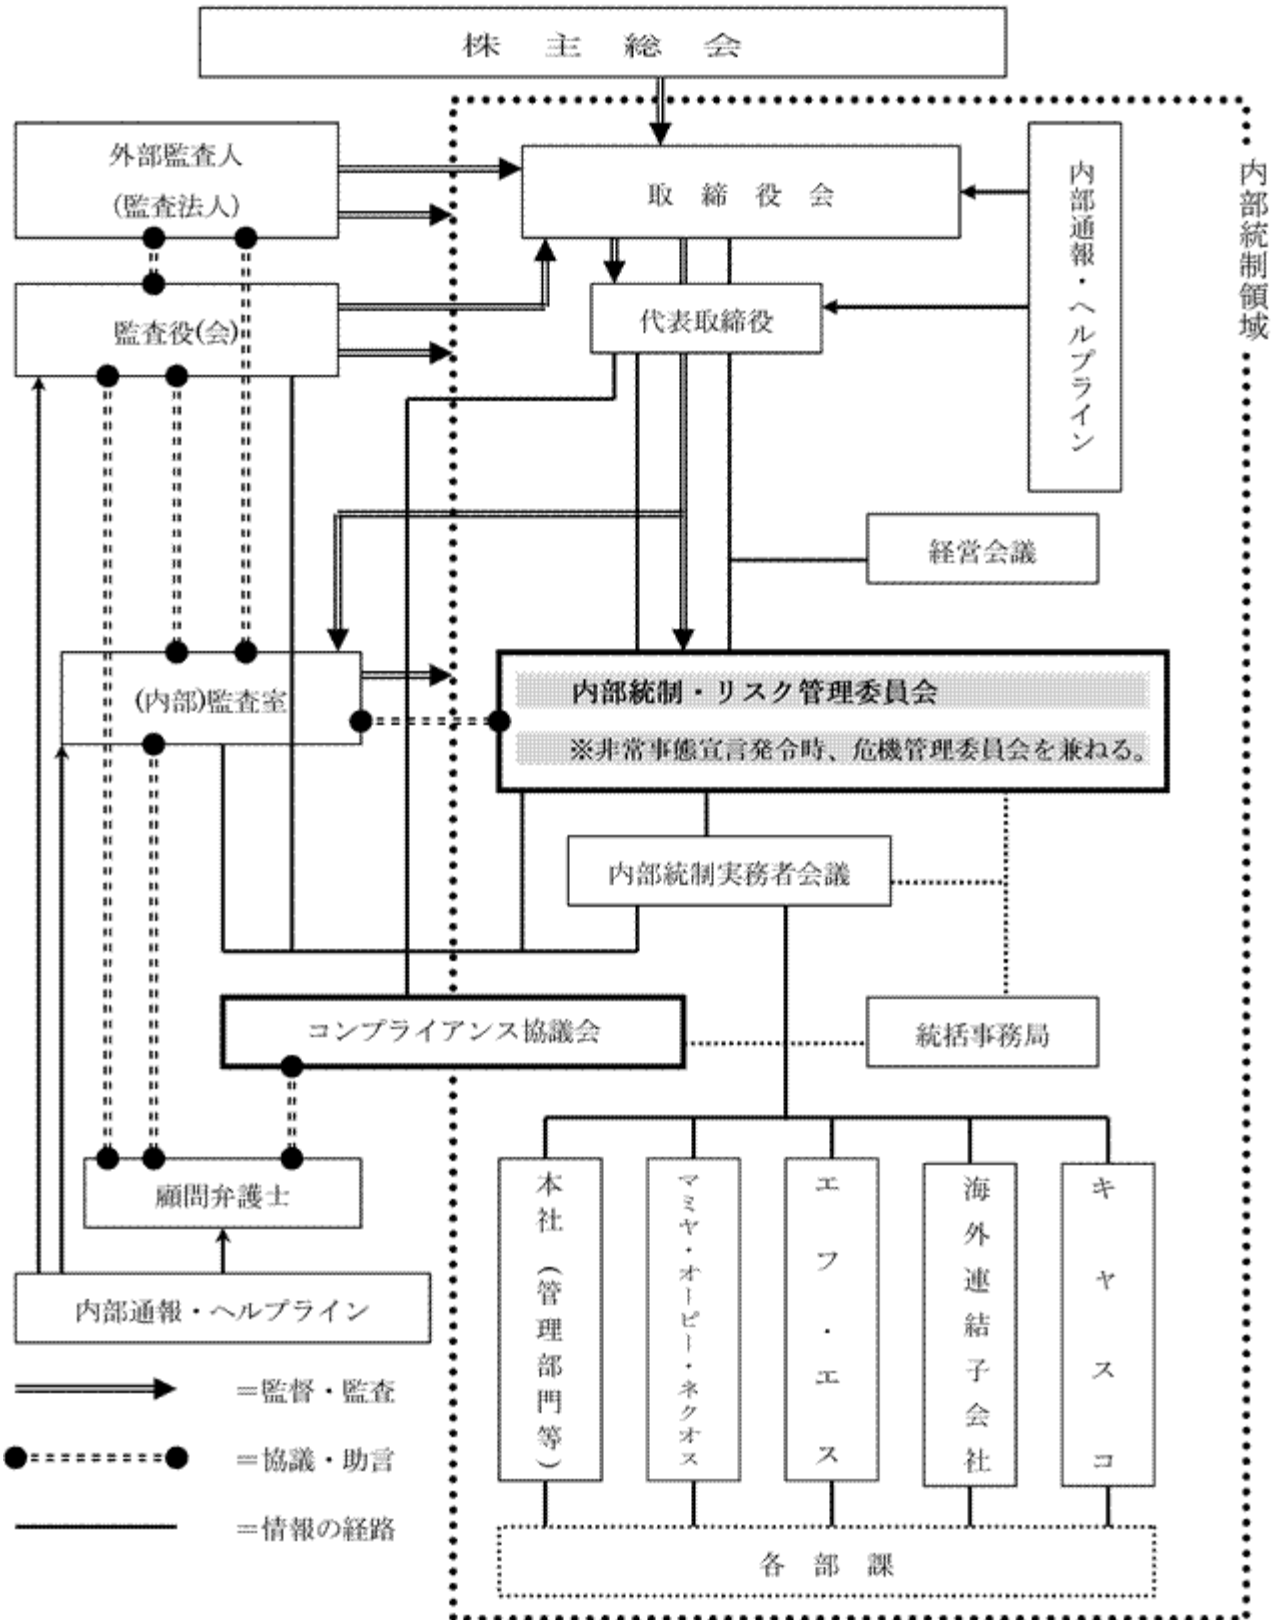 株主総会
外部監査人
(監査法人)
取締役会
内部通報・ヘルプライン
内部統制領域
監査役(会)
代表取締役
経営会議
(内部)監査室
内部統制・リスク管理委員会
※非常事態宣言発令時、危機管理委員会を兼ねる。
内部統制実務者会議
コンプライアンス協議会
統括事務局
顧問弁護士
内部通報・ヘルプライン
本社(管理部門等)
マミヤ・オーピー・ネクオス
エフ・エス
海外連結子会社
キャスコ
各部課
=監督・監査
=協議・助言
=情報の経路